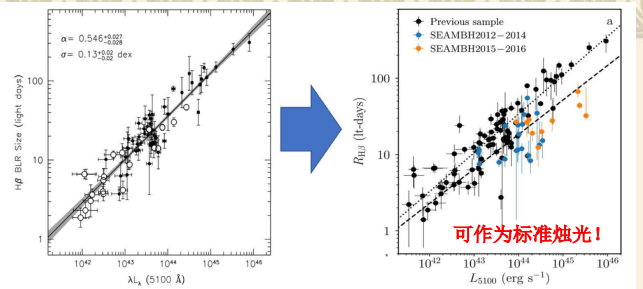 α= 0.546+0.027−0.028
σ= 0.13+0.02−0.02 dex
Hβ BLR Size (light days)
100
10
1
10^42
10^43
10^44
10^45
10^46
λLλ (5100 Å)
Previous sample
SEAMBH2012−2014
SEAMBH2015−2016
a
RHβ (lt-days)
100
10
1
可作为标准烛光!
10^42
10^43
10^44
10^45
10^46
L5100 (erg s−1)